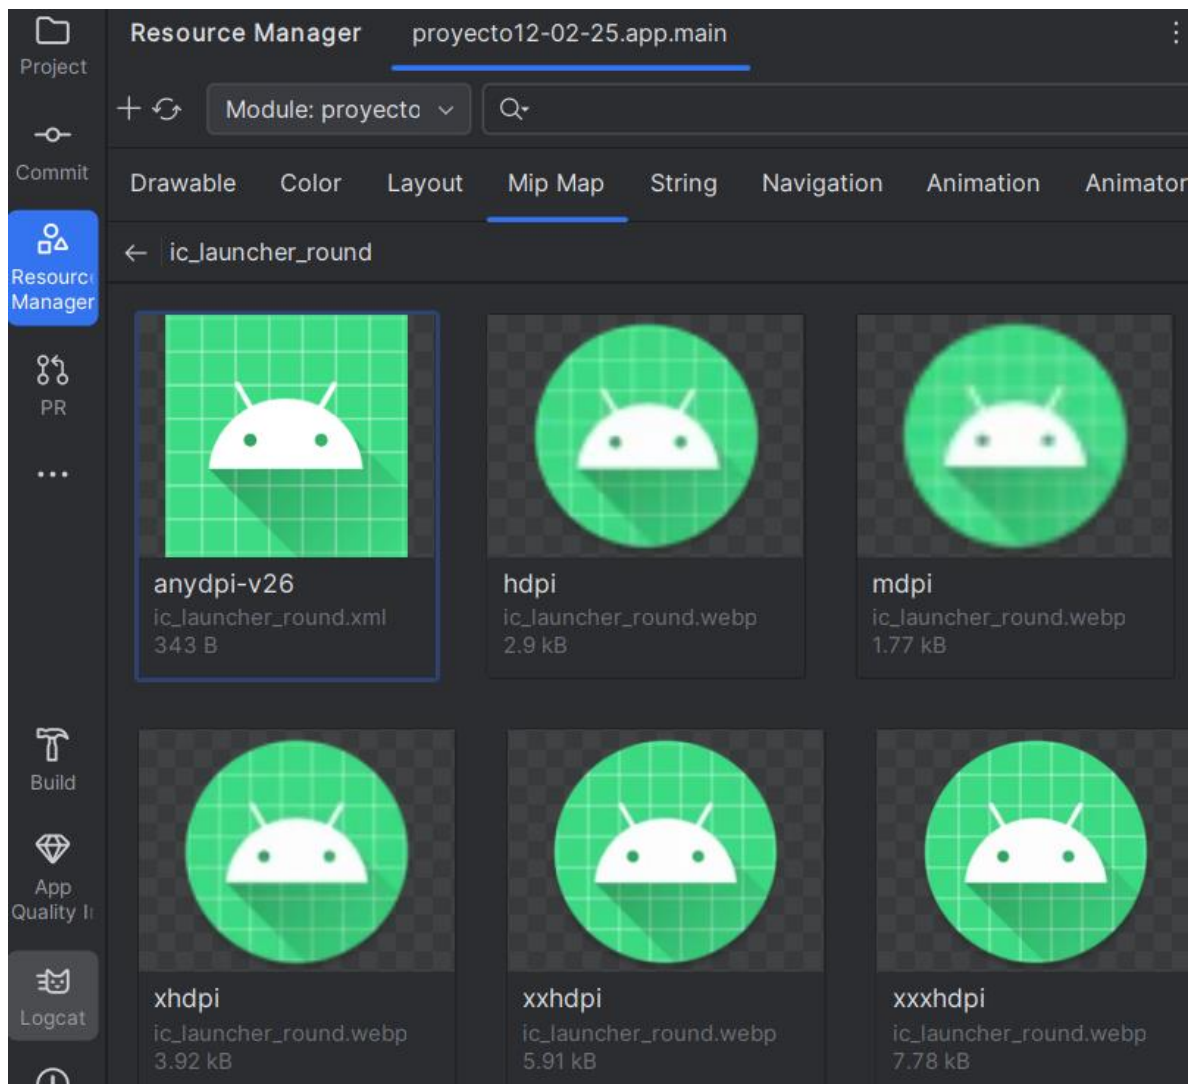 Project
Commit
Resource
Manager
PR
Build
App
Quality I
Logcat
Resource Manager proyecto12-02-25.app.main
Module: proyecto
Drawable Color Layout Mip Map String Navigation Animation Animator
ic_launcher_round
anydpi-v26
ic_launcher_round.xml
343 B
hdpi
ic_launcher_round.webp
2.9 kB
mdpi
ic_launcher_round.webp
1.77 kB
xhdpi
ic_launcher_round.webp
3.92 kB
xxhdpi
ic_launcher_round.webp
5.91 kB
xxxhdpi
ic_launcher_round.webp
7.78 kB